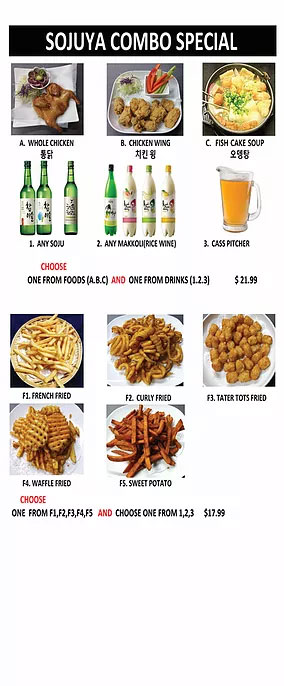 SOJUYA COMBO SPECIAL
A. WHOLE CHICKEN
통닭
B. CHICKEN WING
치킨 윙
C. FISH CAKE SOUP
오뎅탕
1. ANY SOJU
2. ANY MAKKOLI(RICE WINE)
3. CASS PITCHER
CHOOSE
ONE FROM FOODS (A.B.C) AND ONE FROM DRINKS (1.2.3) $ 21.99
F1. FRENCH FRIED
F2. CURLY FRIED
F3. TATER TOTS FRIED
F4. WAFFLE FRIED
F5. SWEET POTATO
CHOOSE
ONE FROM F1,F2,F3,F4,F5 AND CHOOSE ONE FROM 1,2,3 $17.99